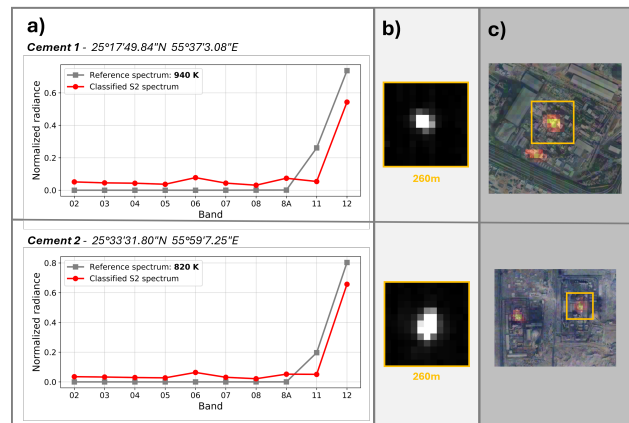 a)
b)
c)
Cement 1 - 25°17'49.84"N 55°37'3.08"E
Normalized radiance
0.6
0.4
0.2
0.0
Reference spectrum: 940 K
Classified S2 spectrum
02 03 04 05 06 07 08 8A 11 12
Band
260m
Cement 2 - 25°33'31.80"N 55°59'7.25"E
Normalized radiance
0.8
0.6
0.4
0.2
0.0
Reference spectrum: 820 K
Classified S2 spectrum
02 03 04 05 06 07 08 8A 11 12
Band
260m